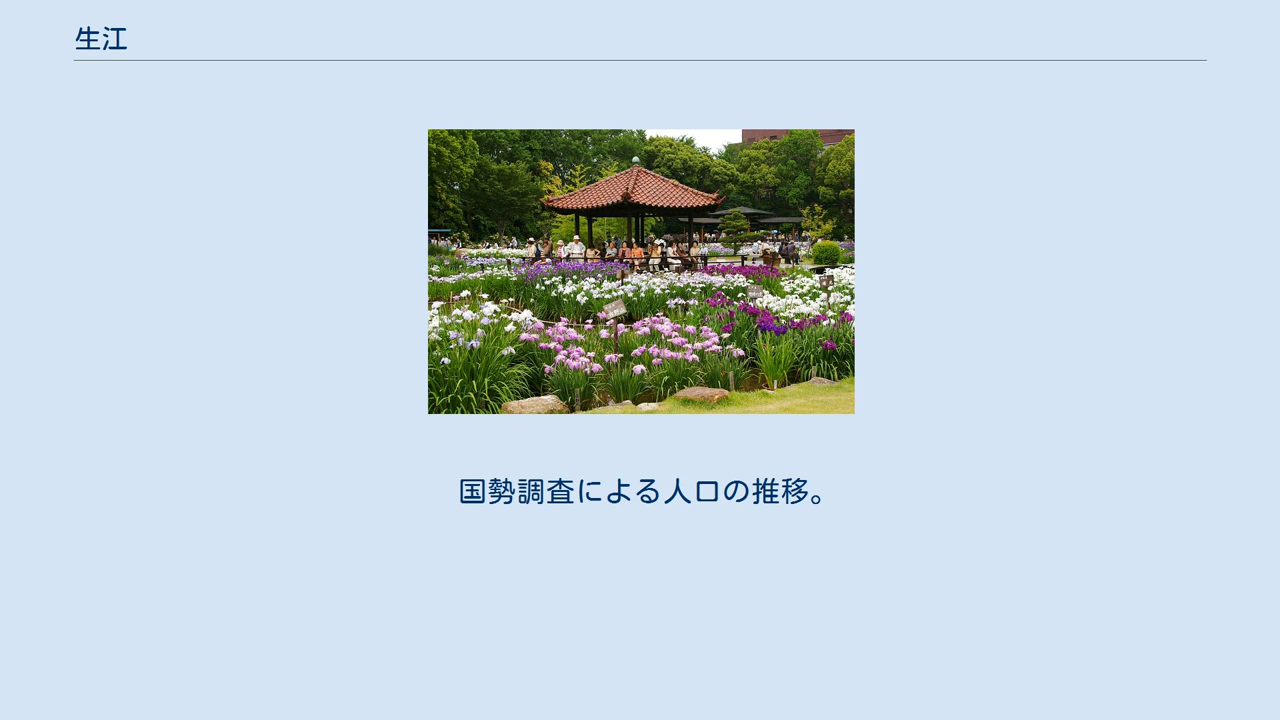 生江
国勢調査による人口の推移。